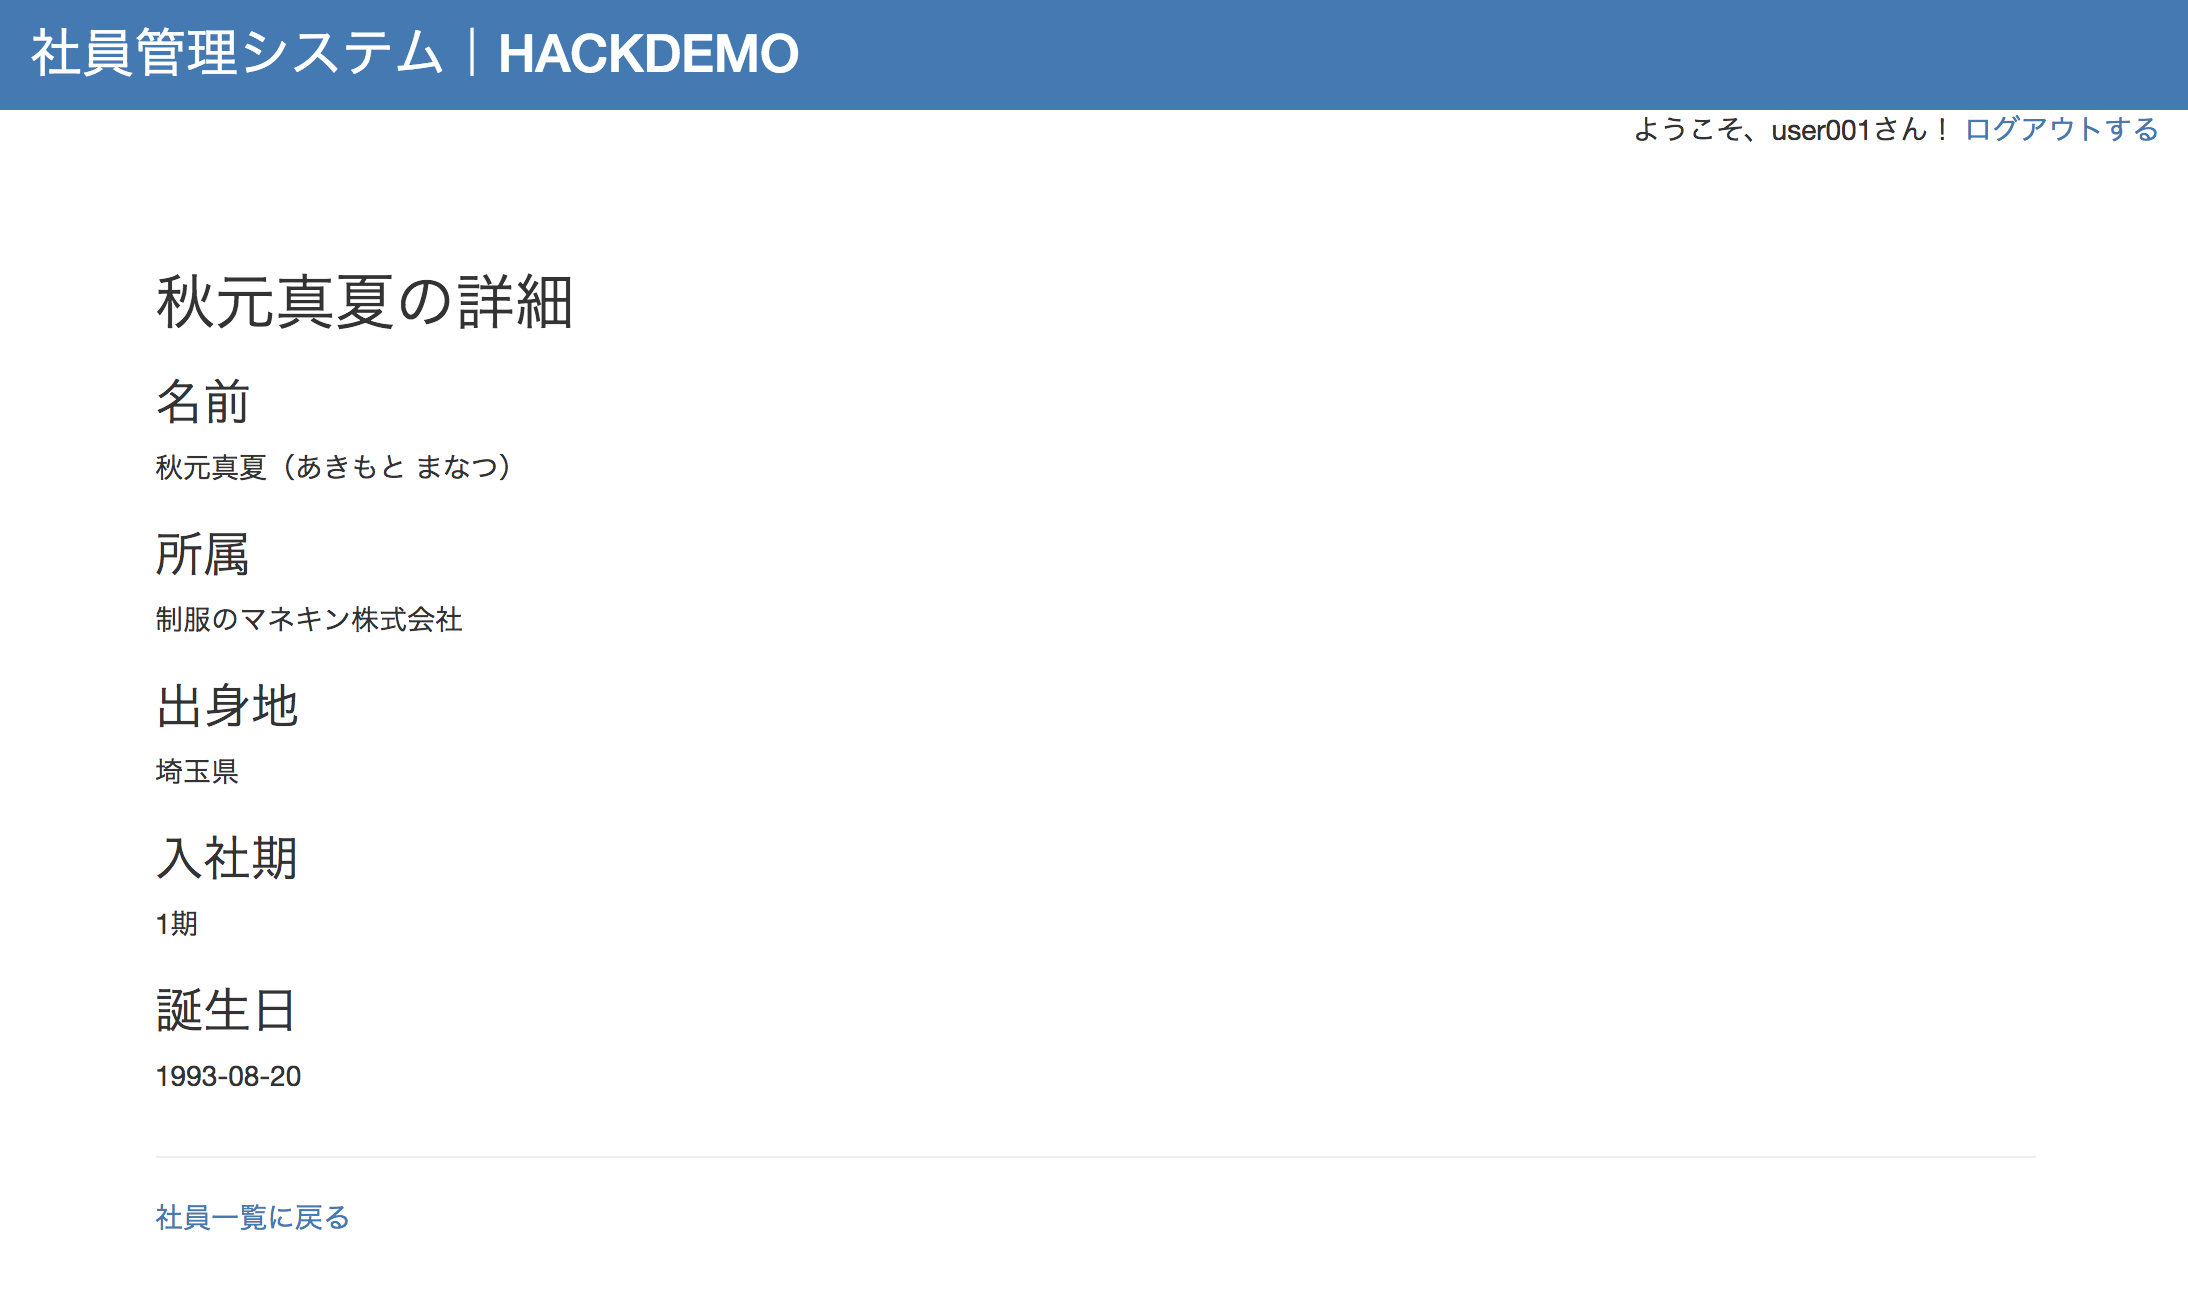 社員管理システム｜HACKDEMO
ようこそ、user001さん！ ログアウトする
秋元真夏の詳細
名前
秋元真夏（あきもと まなつ）
所属
制服のマネキン株式会社
出身地
埼玉県
入社期
1期
誕生日
1993-08-20
社員一覧に戻る